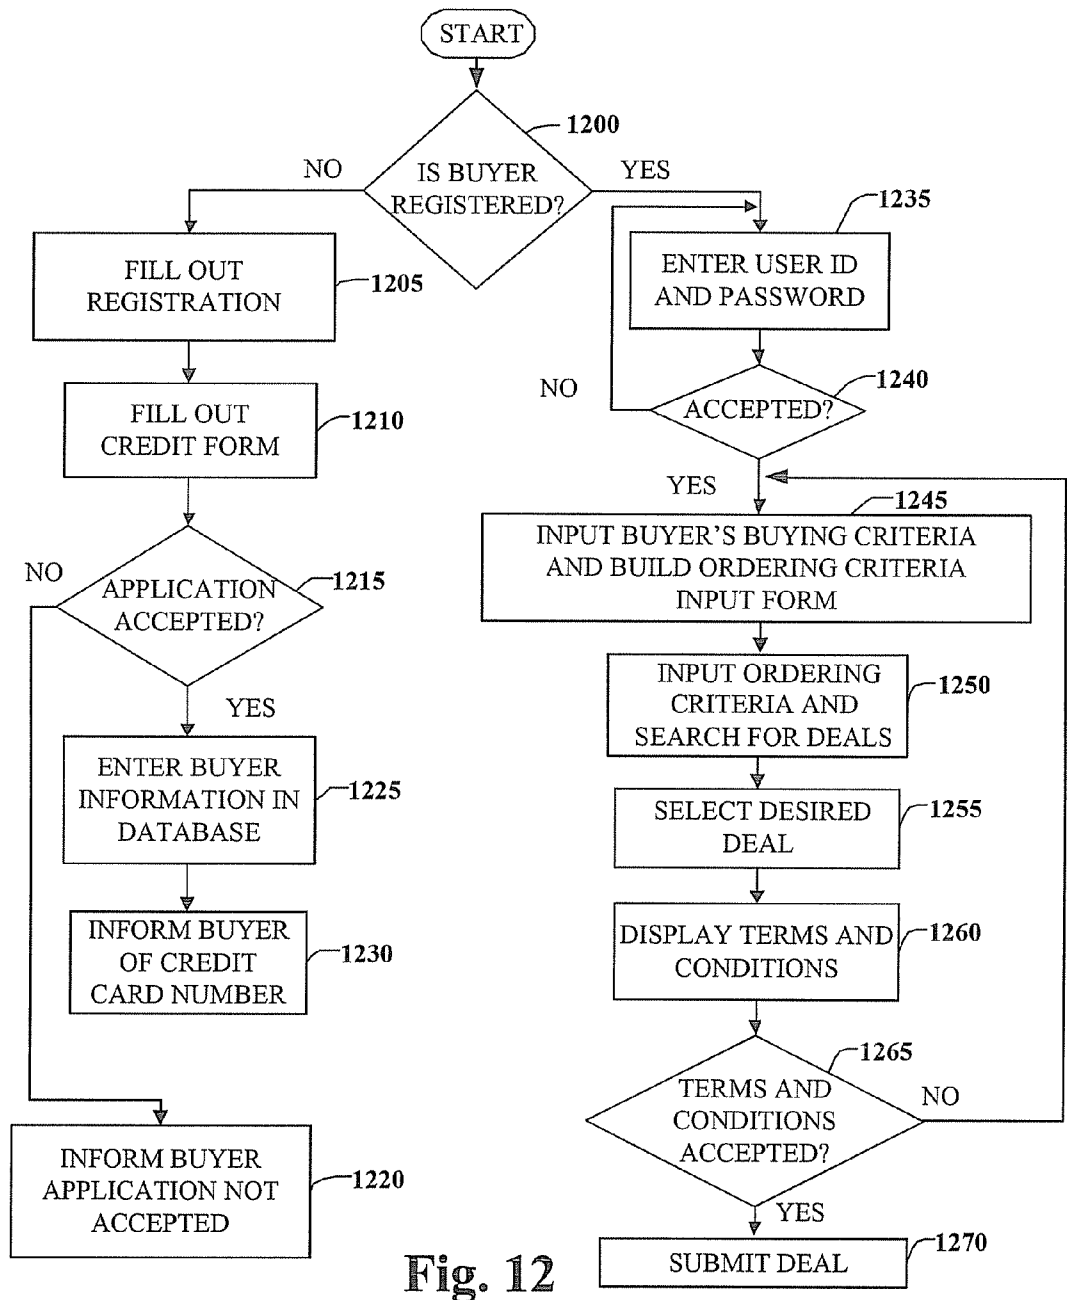 START
1200
IS BUYER
REGISTERED?
NO
YES
FILL OUT
REGISTRATION
1205
FILL OUT
CREDIT FORM
1210
APPLICATION
ACCEPTED?
1215
NO
YES
ENTER BUYER
INFORMATION IN
DATABASE
1225
INFORM BUYER
OF CREDIT
CARD NUMBER
1230
INFORM BUYER
APPLICATION NOT
ACCEPTED
1220
1235
ENTER USER ID
AND PASSWORD
1240
ACCEPTED?
NO
YES
1245
INPUT BUYER'S BUYING CRITERIA
AND BUILD ORDERING CRITERIA
INPUT FORM
INPUT ORDERING
CRITERIA AND
SEARCH FOR DEALS
1250
SELECT DESIRED
DEAL
1255
DISPLAY TERMS AND
CONDITIONS
1260
1265
TERMS AND
CONDITIONS
ACCEPTED?
NO
YES
SUBMIT DEAL
1270
Fig. 12